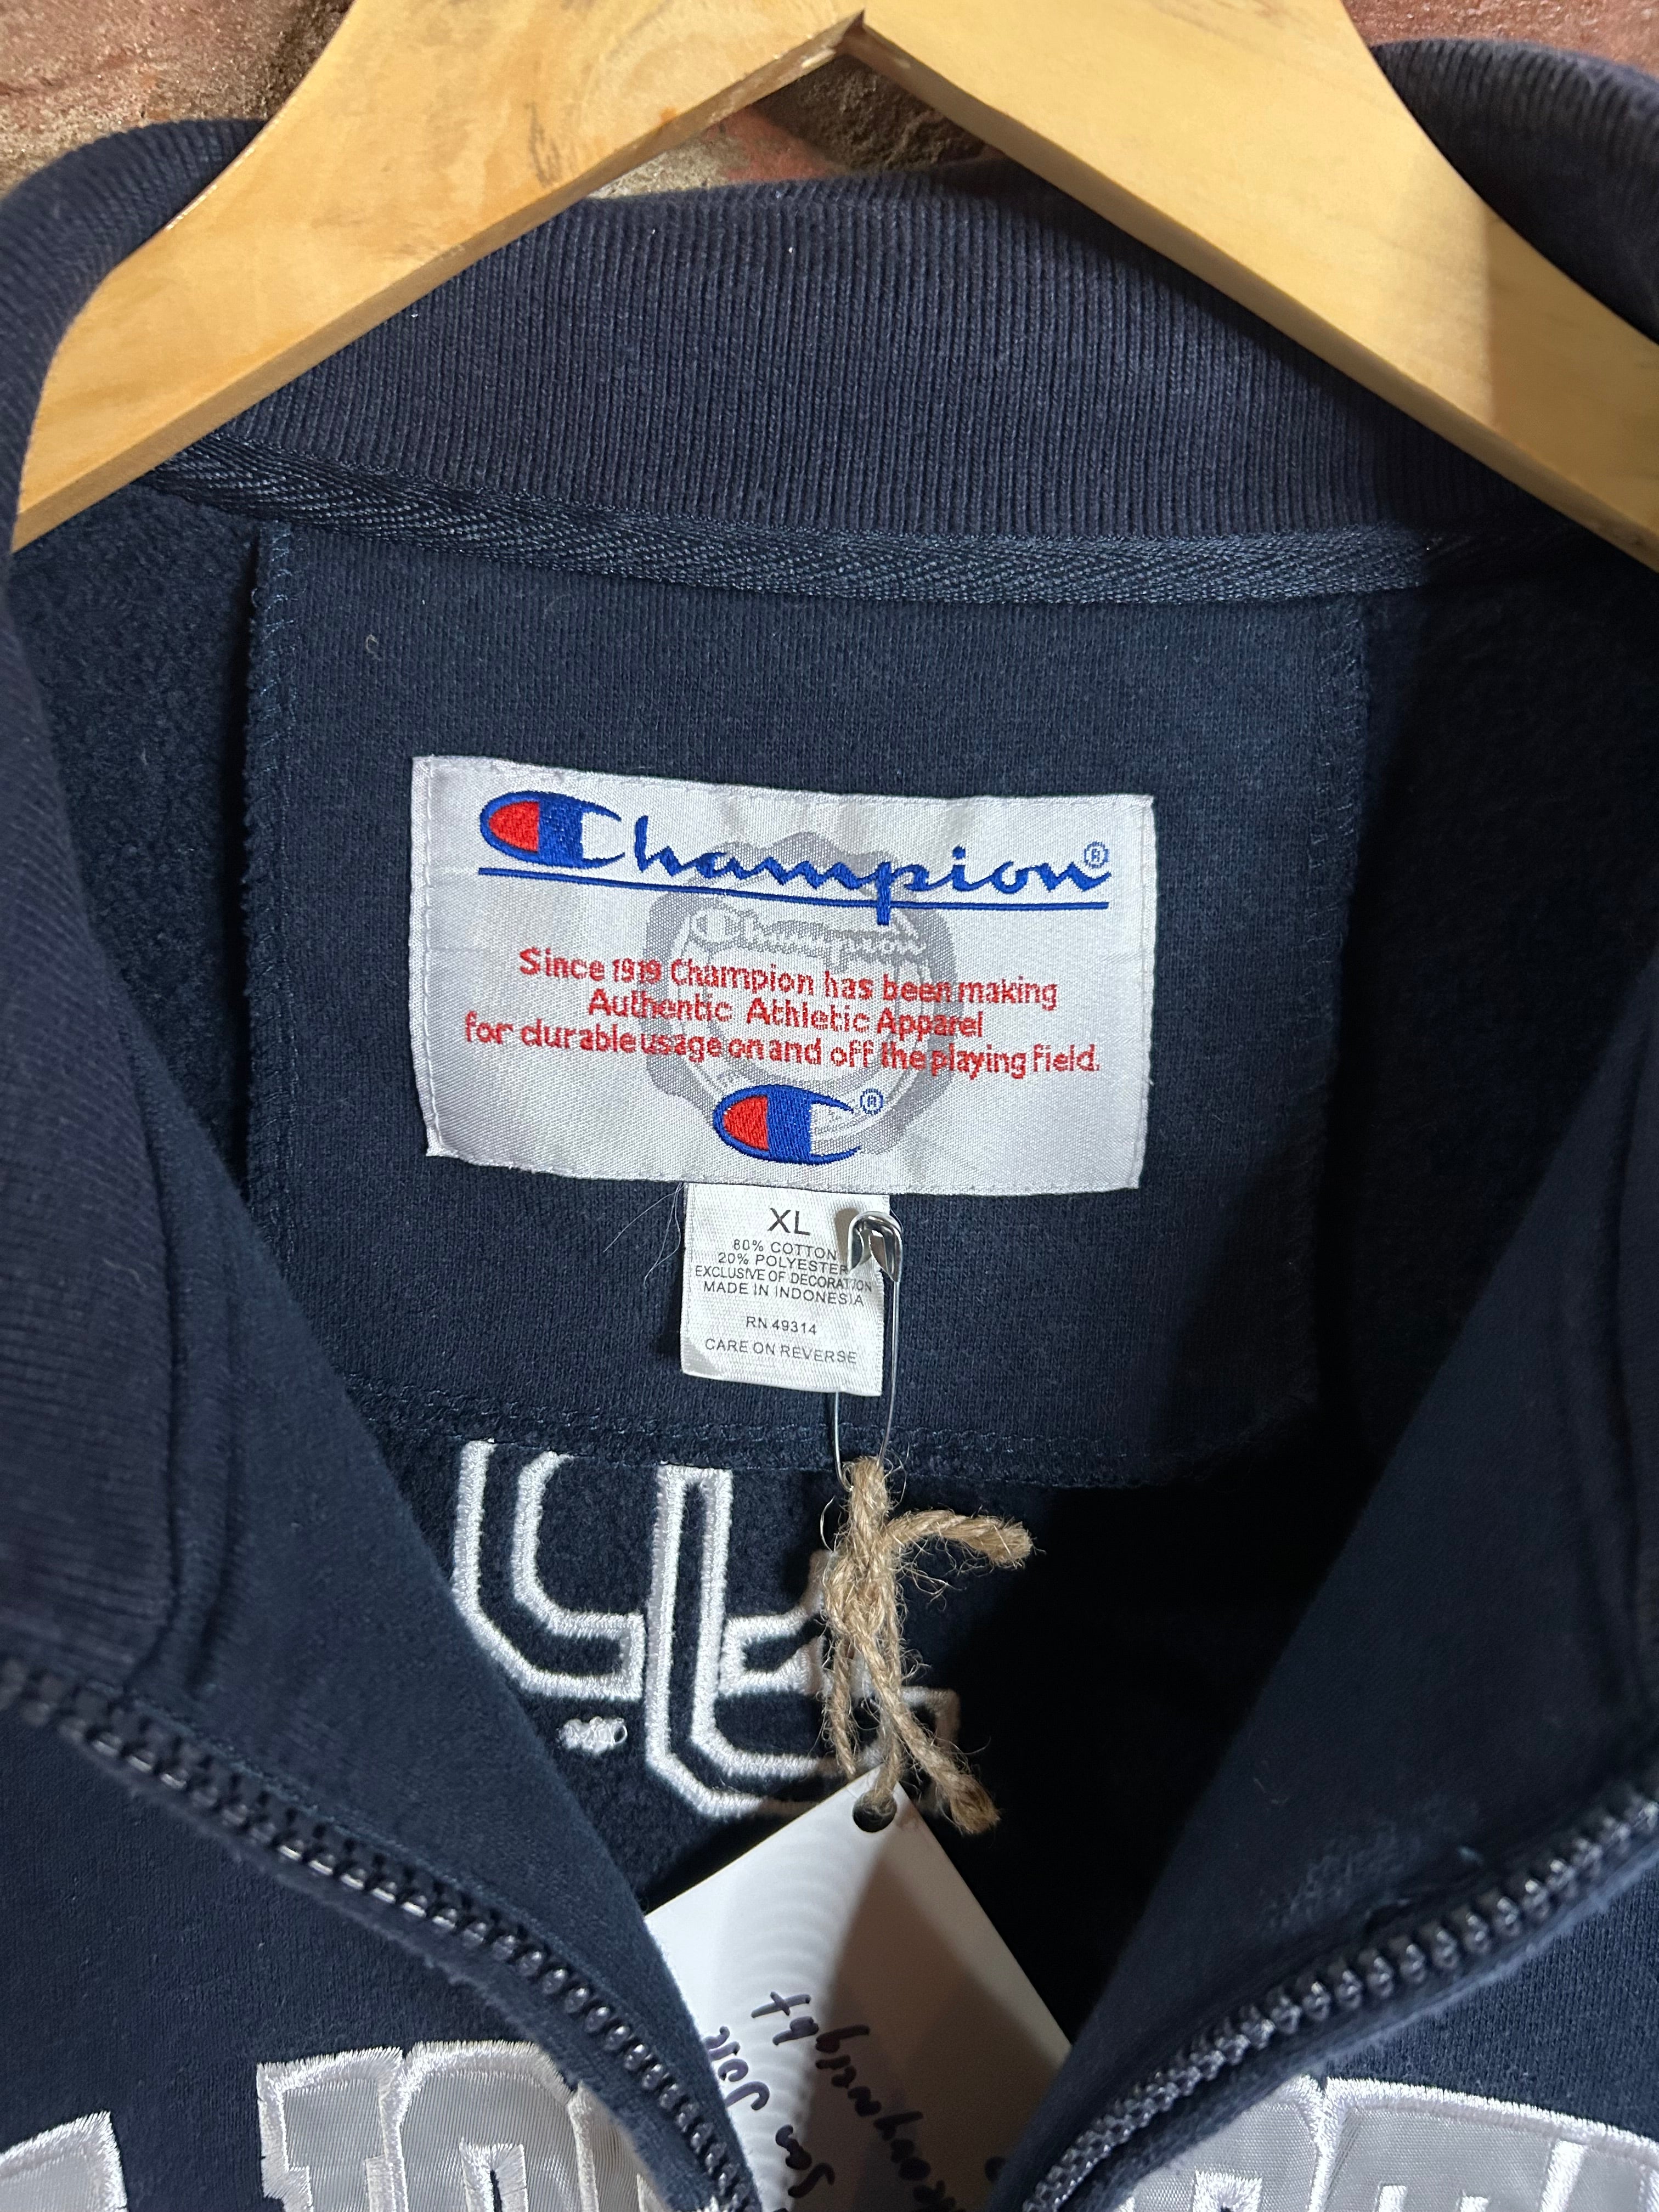 Champion®
Champion
Since 1919 Champion has been making
Authentic Athletic Apparel
for durable usage on and off the playing field.
®
XL
80% COTTON
20% POLYESTER
EXCLUSIVE OF DECORATION
MADE IN INDONESIA
RN 49314
CARE ON REVERSE